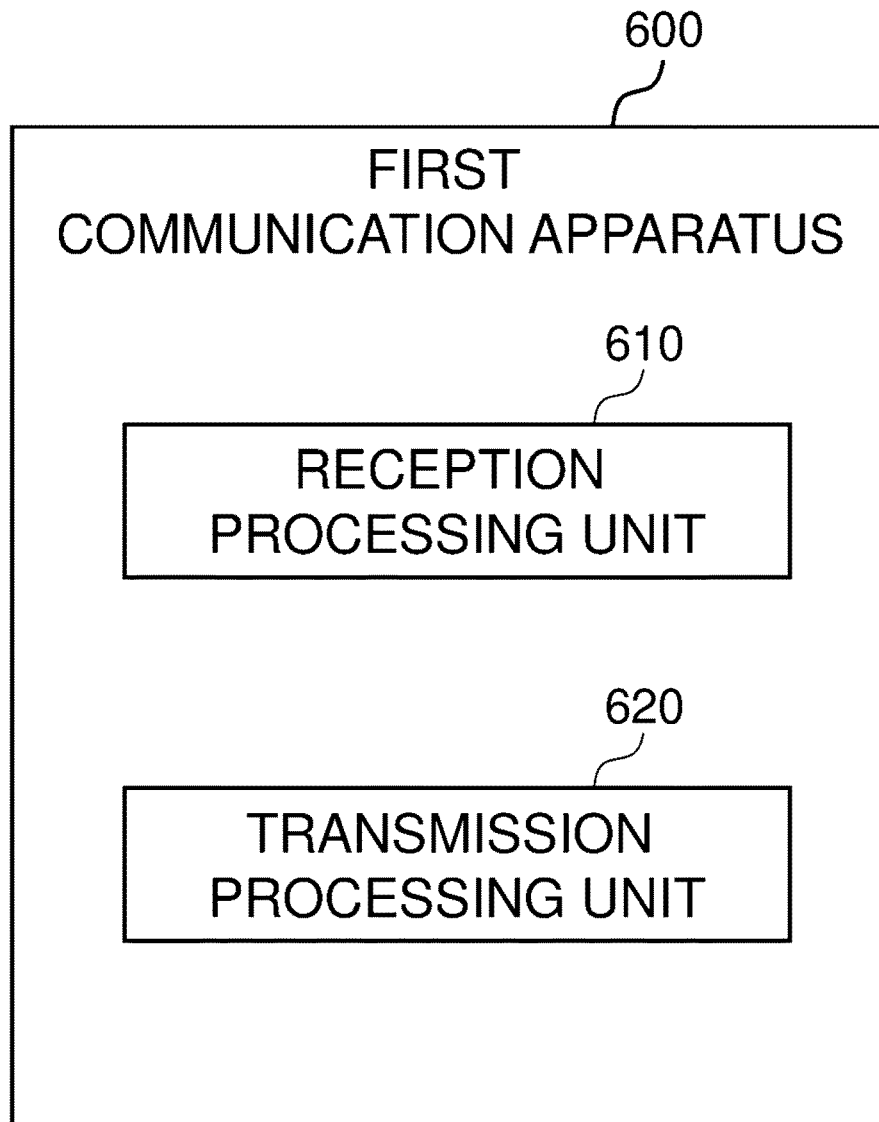 600
FIRST
COMMUNICATION APPARATUS
610
RECEPTION
PROCESSING UNIT
620
TRANSMISSION
PROCESSING UNIT